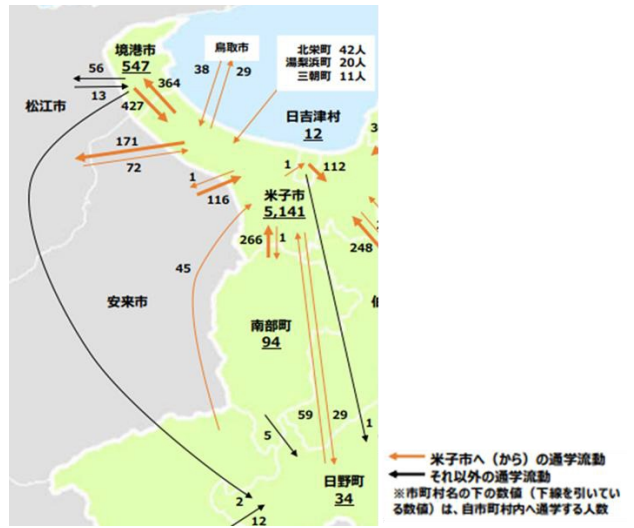 境港市
547
鳥取市
北栄町 42人
湯梨浜町 20人
三朝町 11人
56
364
38
29
13
松江市
427
日吉津村
12
3
171
72
1
1
112
116
米子市
5,141
266
1
248
45
安来市
伯
南部町
94
59
29
1
5
日野町
34
2
12
米子市へ(から)の通学流動
それ以外の通学流動
※市町村名の下の数値(下線を引いてい
る数値)は、自市町村内へ通学する人数